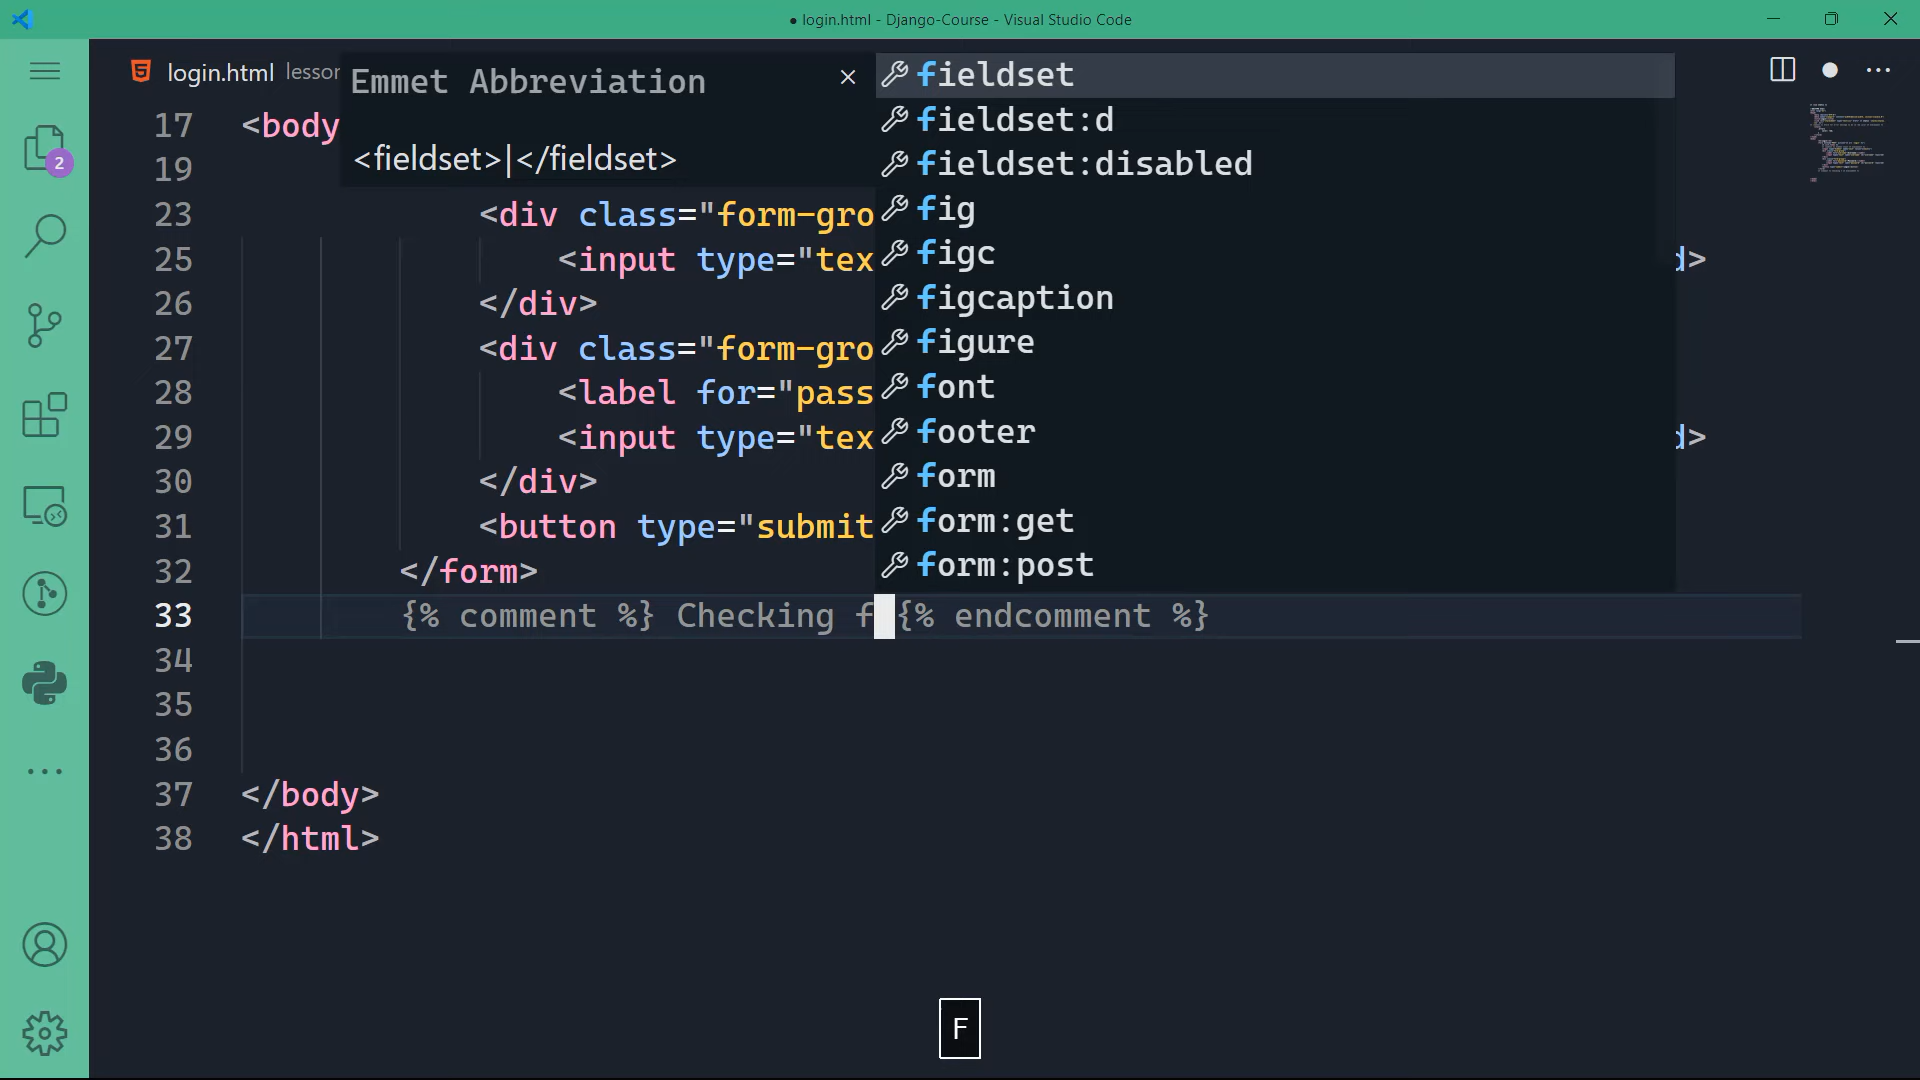 ● login.html - Django-Course - Visual Studio Code
login.html lesson
Emmet Abbreviation
<fieldset>|</fieldset>
fieldset
fieldset:d
fieldset:disabled
fig
figc
figcaption
figure
font
footer
form
form:get
form:post
2
17 <body
19
23 <div class="form-gro
25 <input type="tex d>
26 </div>
27 <div class="form-gro
28 <label for="pass
29 <input type="tex d>
30 </div>
31 <button type="submit
32 </form>
33 {% comment %} Checking f {% endcomment %}
34
35
36
37 </body>
38 </html>
F